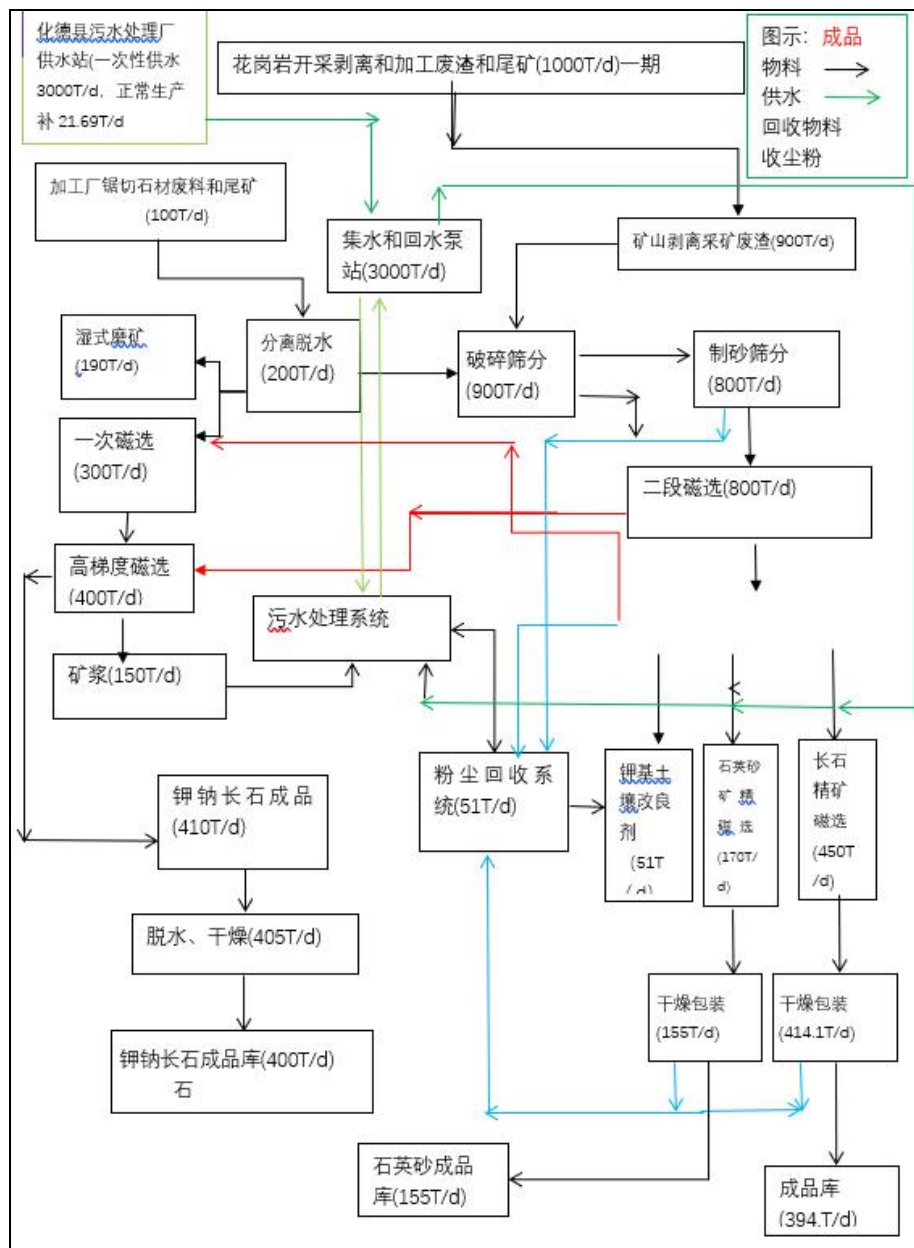 化德县污水处理厂
供水站(一次性供水
3000T/d，正常生产
补 21.69T/d
花岗岩开采剥离和加工废渣和尾矿(1000T/d)一期
图示：成品
物料
供水
回收物料
收尘粉
加工厂锯切石材废料和尾矿
(100T/d)
集水和回水泵
站(3000T/d)
矿山剥离采矿废渣(900T/d)
湿式磨矿
(190T/d)
分离脱水
(200T/d)
破碎筛分
(900T/d)
制砂筛分
(800T/d)
一次磁选
(300T/d)
二段磁选(800T/d)
高梯度磁选
(400T/d)
污水处理系统
矿浆(150T/d)
钾钠长石成品
(410T/d)
粉尘回收系
统(51T/d)
钾基土
壤改良
剂
(51T
/d)
石英砂
矿精
磁选
(170T/
d)
长石
精矿
磁选
(450T
/d)
脱水、干燥(405T/d)
干燥包装
(155T/d)
干燥包装
(414.1T/d)
钾钠长石成品库(400T/d)
石
石英砂成品
库(155T/d)
成品库
(394.T/d)